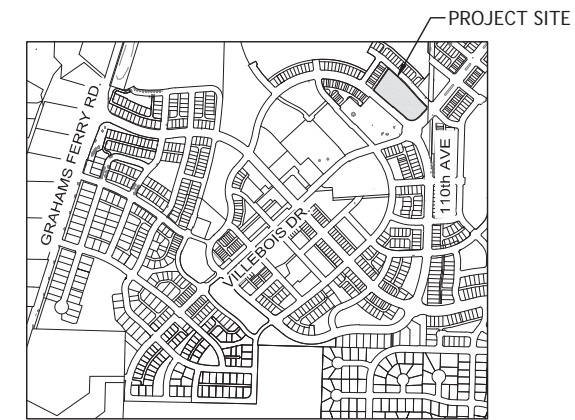 PROJECT SITE
GRAHAMS FERRY RD.
110th AVE
VILLEBOIS DR.